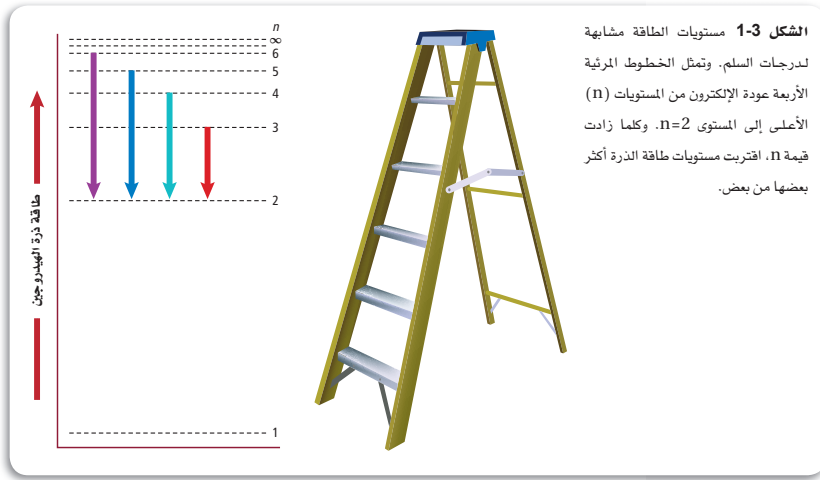 الشكل 3-1 مستويات الطاقة مشابهة
لدرجات السلم. وتمثل الخطوط المرئية
الأربعة عودة الإلكترون من المستويات (n)
الأعلى إلى المستوى n=2. وكلما زادت
قيمة n، اقتربت مستويات طاقة الذرة أكثر
بعضها من بعض.
n
∞
6
5
4
3
2
1
طاقة ذرة الهيدروجين